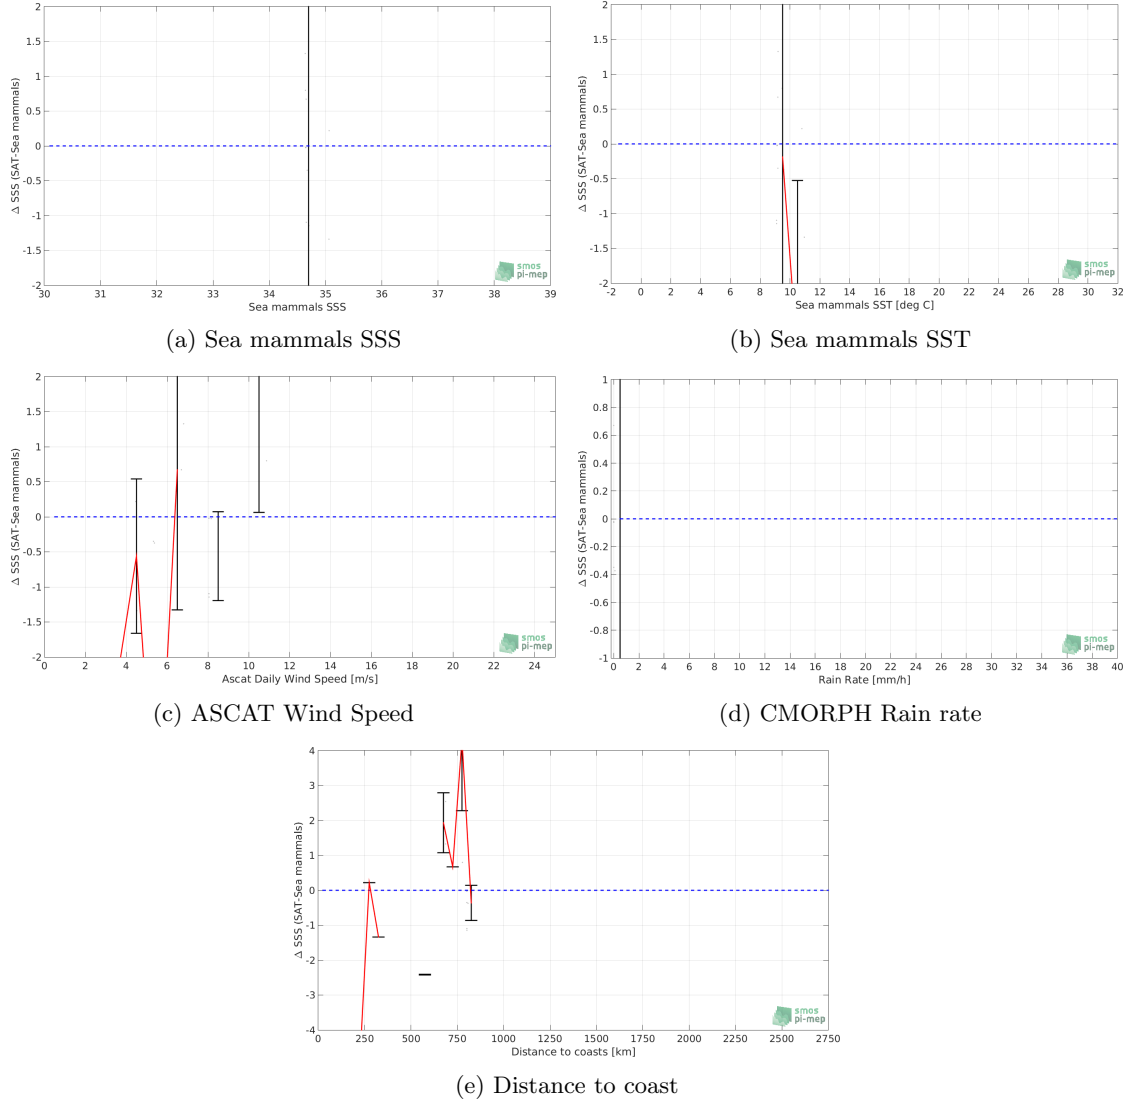 2
1.5
1
0.5
0
-0.5
-1
-1.5
-2
Δ SSS (SAT-Sea mammals)
30 31 32 33 34 35 36 37 38 39
Sea mammals SSS
smos
pi-mep
(a) Sea mammals SSS
2
1.5
1
0.5
0
-0.5
-1
-1.5
-2
Δ SSS (SAT-Sea mammals)
-2 0 2 4 6 8 10 12 14 16 18 20 22 24 26 28 30 32
Sea mammals SST [deg C]
smos
pi-mep
(b) Sea mammals SST
2
1.5
1
0.5
0
-0.5
-1
-1.5
-2
Δ SSS (SAT-Sea mammals)
0 2 4 6 8 10 12 14 16 18 20 22 24
Ascat Daily Wind Speed [m/s]
smos
pi-mep
(c) ASCAT Wind Speed
1
0.8
0.6
0.4
0.2
0
-0.2
-0.4
-0.6
-0.8
-1
Δ SSS (SAT-Sea mammals)
0 2 4 6 8 10 12 14 16 18 20 22 24 26 28 30 32 34 36 38 40
Rain Rate [mm/h]
smos
pi-mep
(d) CMORPH Rain rate
4
3
2
1
0
-1
-2
-3
-4
Δ SSS (SAT-Sea mammals)
0 250 500 750 1000 1250 1500 1750 2000 2250 2500 2750
Distance to coasts [km]
smos
pi-mep
(e) Distance to coast